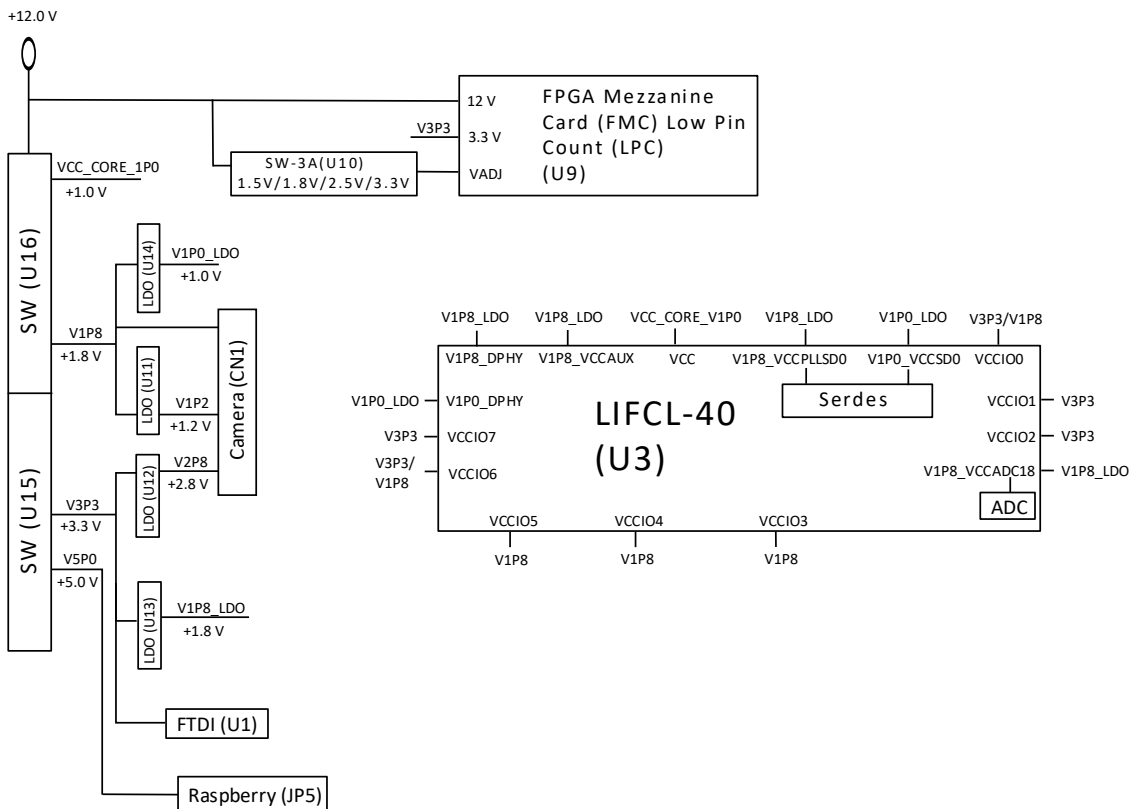 +12.0 V
12 V
FPGA Mezzanine
Card (FMC) Low Pin
Count (LPC)
(U9)
V3P3
3.3 V
VADJ
SW-3A(U10)
1.5V/1.8V/2.5V/3.3V
SW (U16)
VCC_CORE_1P0
+1.0 V
LDO (U14)
V1P0_LDO
+1.0 V
V1P8
+1.8 V
LDO (U11)
V1P2
+1.2 V
Camera (CN1)
SW (U15)
V3P3
+3.3 V
LDO (U12)
V2P8
+2.8 V
V5P0
+5.0 V
LDO (U13)
V1P8_LDO
+1.8 V
FTDI (U1)
Raspberry (JP5)
V1P8_LDO
V1P8_LDO
VCC_CORE_V1P0
V1P8_LDO
V1P0_LDO
V3P3/V1P8
V1P8_DPHY
V1P8_VCCAUX
VCC
V1P8_VCCPLLSD0
V1P0_VCCSD0
VCCIO0
Serdes
LIFCL-40
(U3)
V1P0_LDO
V1P0_DPHY
V3P3
VCCIO7
V3P3/
V1P8
VCCIO6
VCCIO1
V3P3
VCCIO2
V3P3
V1P8_VCCADC18
V1P8_LDO
ADC
VCCIO5
VCCIO4
VCCIO3
V1P8
V1P8
V1P8